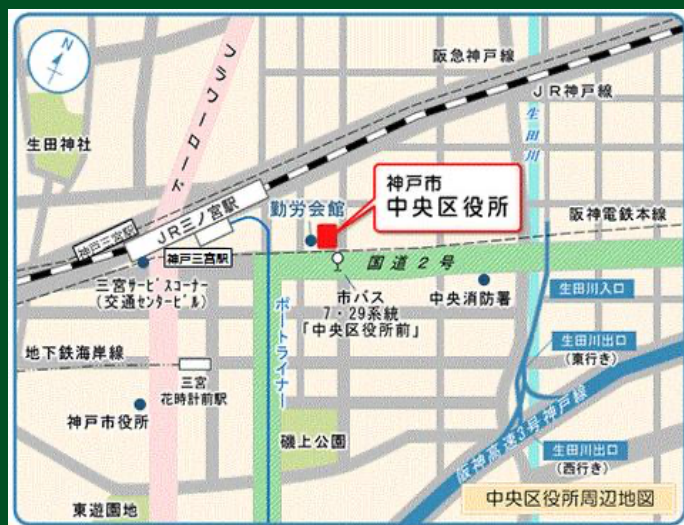 N
フラワーロード
阪急神戸線
JR神戸線
生田川
生田神社
神戸市
中央区役所
勤労会館
JR三ノ宮駅
神戸三宮駅
阪神電鉄本線
神戸三宮駅
国道2号
三宮サービスコーナー
(交通センタービル)
市バス
7・29系統
「中央区役所前」
中央消防署
生田川入口
ポートライナー
地下鉄海岸線
生田川出口
(東行き)
三宮
花時計前駅
神戸市役所
磯上公園
阪神高速3号神戸線
生田川出口
(西行き)
東遊園地
中央区役所周辺地図